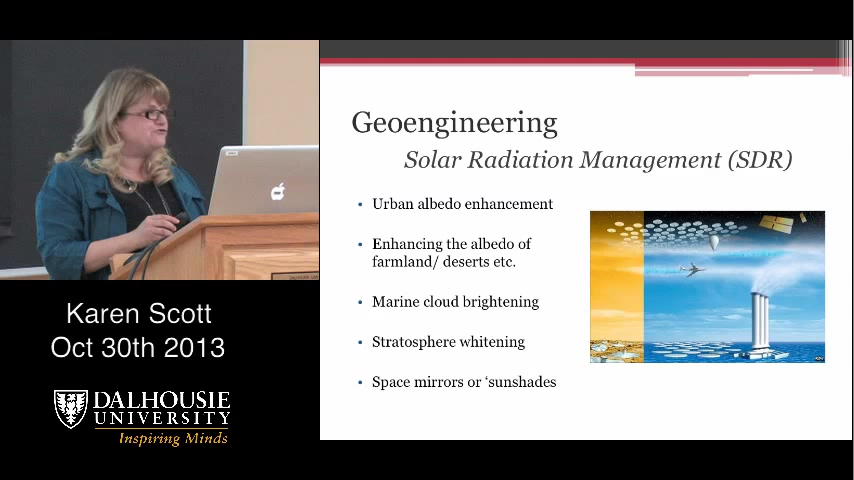 Karen Scott
Oct 30th 2013
DALHOUSIE
UNIVERSITY
Inspiring Minds
Geoengineering
Solar Radiation Management (SDR)
• Urban albedo enhancement
• Enhancing the albedo of
farmland/ deserts etc.
• Marine cloud brightening
• Stratosphere whitening
• Space mirrors or ‘sunshades